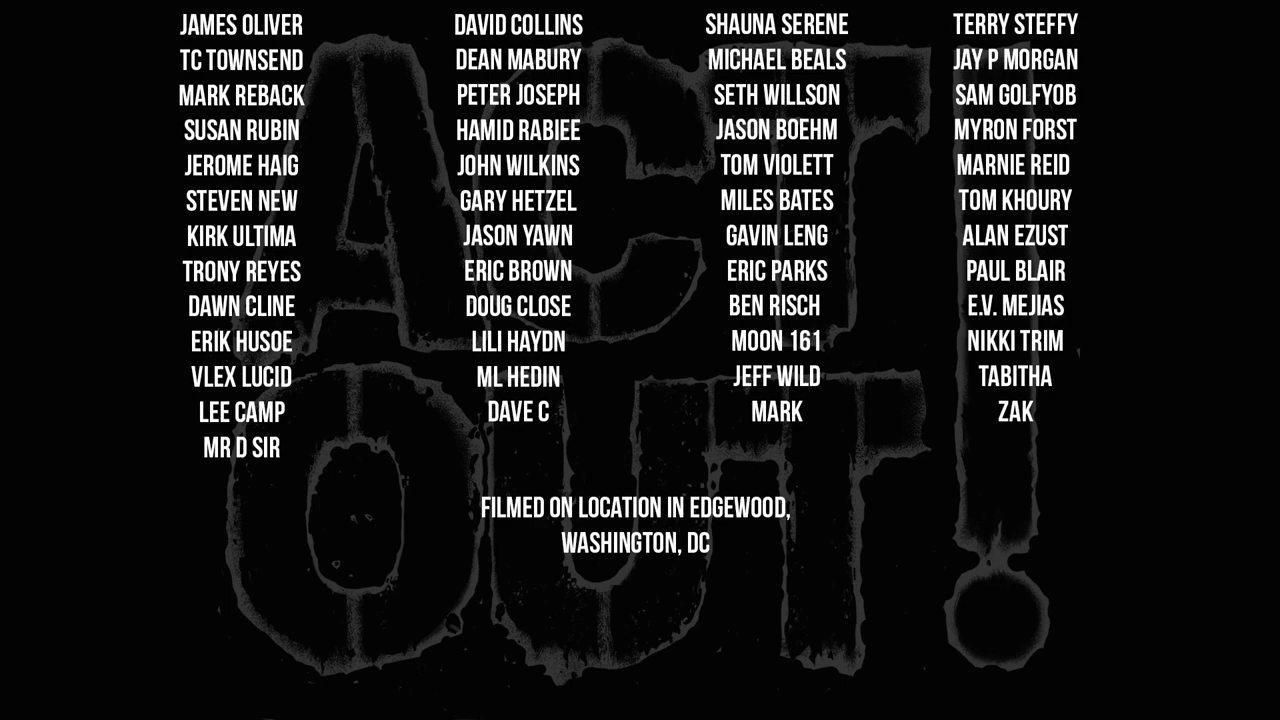 JAMES OLIVER
TC TOWNSEND
MARK REBACK
SUSAN RUBIN
JEROME HAIG
STEVEN NEW
KIRK ULTIMA
TRONY REYES
DAWN CLINE
ERIK HUSOE
VLEX LUCID
LEE CAMP
MR D SIR
DAVID COLLINS
DEAN MABURY
PETER JOSEPH
HAMID RABIEE
JOHN WILKINS
GARY HETZEL
JASON YAWN
ERIC BROWN
DOUG CLOSE
LILI HAYDN
ML HEDIN
DAVE C
SHAUNA SERENE
MICHAEL BEALS
SETH WILLSON
JASON BOEHM
TOM VIOLETT
MILES BATES
GAVIN LENG
ERIC PARKS
BEN RISCH
MOON 161
JEFF WILD
MARK
TERRY STEFFY
JAY P MORGAN
SAM GOLFYOB
MYRON FORST
MARNIE REID
TOM KHOURY
ALAN EZUST
PAUL BLAIR
E.V. MEJIAS
NIKKI TRIM
TABITHA
ZAK
FILMED ON LOCATION IN EDGEWOOD,
WASHINGTON, DC
ACT
OUT!